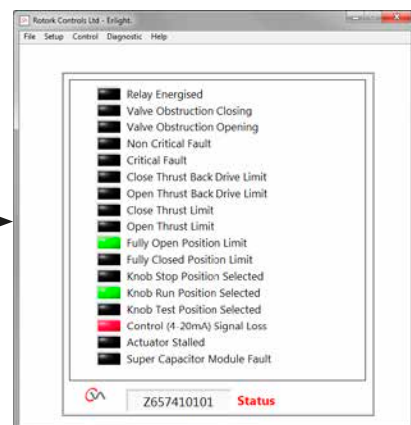 Rotork Controls Ltd - Enlight.
File Setup Control Diagnostic Help
Relay Energised
Valve Obstruction Closing
Valve Obstruction Opening
Non Critical Fault
Critical Fault
Close Thrust Back Drive Limit
Open Thrust Back Drive Limit
Close Thrust Limit
Open Thrust Limit
Fully Open Position Limit
Fully Closed Position Limit
Knob Stop Position Selected
Knob Run Position Selected
Knob Test Position Selected
Control (4-20mA) Signal Loss
Actuator Stalled
Super Capacitor Module Fault
Z657410101 Status